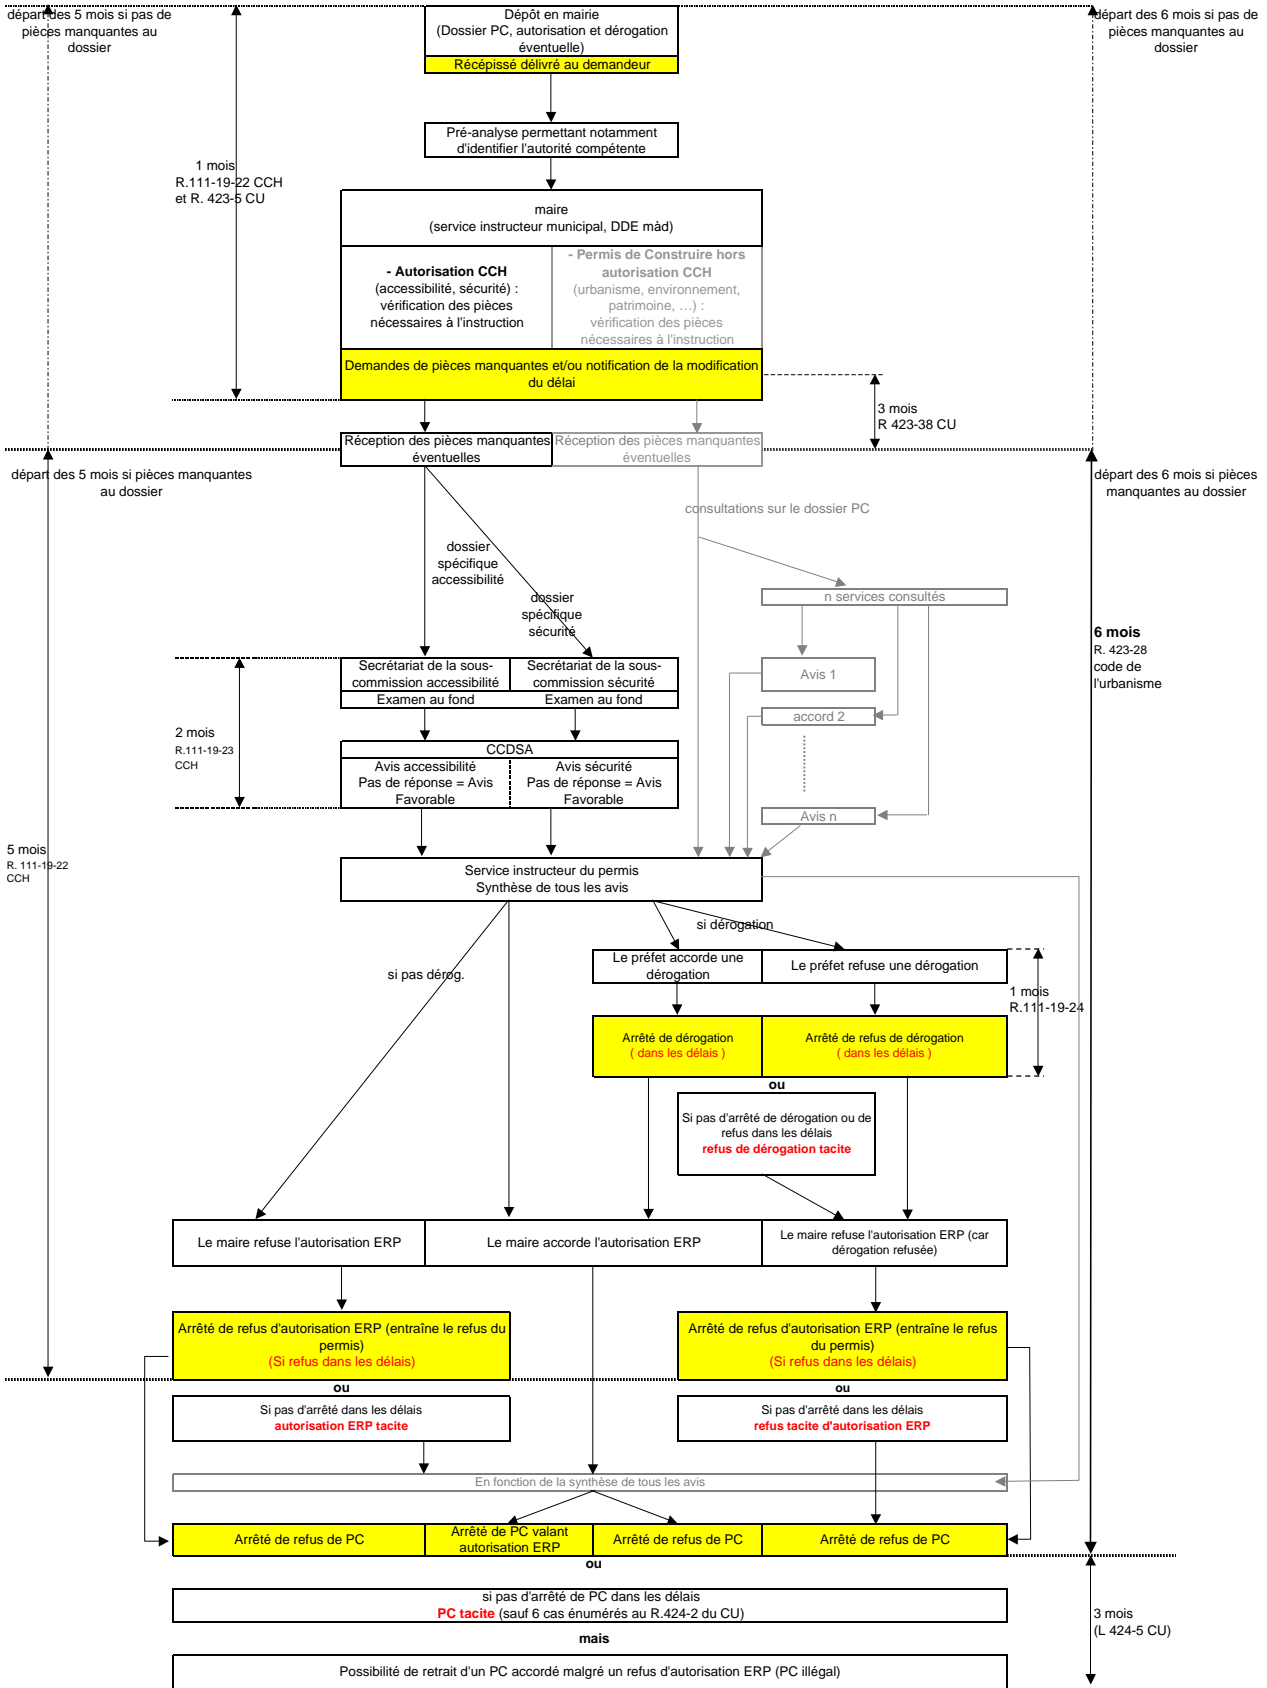 départ des 5 mois si pas de
pièces manquantes au
dossier
Dépôt en mairie
(Dossier PC, autorisation et dérogation
éventuelle)
Récépissé délivré au demandeur
départ des 6 mois si pas de
pièces manquantes au
dossier
Pré-analyse permettant notamment
d'identifier l'autorité compétente
1 mois
R.111-19-22 CCH
et R. 423-5 CU
maire
(service instructeur municipal, DDE màd)
- Autorisation CCH
(accessibilité, sécurité) :
vérification des pièces
nécessaires à l'instruction
- Permis de Construire hors
autorisation CCH
(urbanisme, environnement,
patrimoine, …) :
vérification des pièces
nécessaires à l'instruction
Demandes de pièces manquantes et/ou notification de la modification
du délai
3 mois
R 423-38 CU
Réception des pièces manquantes
éventuelles
Réception des pièces manquantes
éventuelles
départ des 5 mois si pièces manquantes
au dossier
départ des 6 mois si pièces
manquantes au dossier
consultations sur le dossier PC
dossier
spécifique
accessibilité
dossier
spécifique
sécurité
n services consultés
6 mois
R. 423-28
code de
l'urbanisme
Secrétariat de la sous-
commission accessibilité
Secrétariat de la sous-
commission sécurité
Examen au fond
Examen au fond
Avis 1
accord 2
2 mois
R.111-19-23
CCH
CCDSA
Avis accessibilité
Pas de réponse = Avis
Favorable
Avis sécurité
Pas de réponse = Avis
Favorable
Avis n
5 mois
R. 111-19-22
CCH
Service instructeur du permis
Synthèse de tous les avis
si dérogation
si pas dérog.
Le préfet accorde une
dérogation
Le préfet refuse une dérogation
1 mois
R.111-19-24
Arrêté de dérogation
( dans les délais )
Arrêté de refus de dérogation
( dans les délais )
ou
Si pas d'arrêté de dérogation ou de
refus dans les délais
refus de dérogation tacite
Le maire refuse l'autorisation ERP
Le maire accorde l'autorisation ERP
Le maire refuse l'autorisation ERP (car
dérogation refusée)
Arrêté de refus d'autorisation ERP (entraîne le refus du
permis)
(Si refus dans les délais)
Arrêté de refus d'autorisation ERP (entraîne le refus
du permis)
(Si refus dans les délais)
ou
ou
Si pas d'arrêté dans les délais
autorisation ERP tacite
Si pas d'arrêté dans les délais
refus tacite d'autorisation ERP
En fonction de la synthèse de tous les avis
Arrêté de refus de PC
Arrêté de PC valant
autorisation ERP
Arrêté de refus de PC
Arrêté de refus de PC
ou
si pas d'arrêté de PC dans les délais
PC tacite (sauf 6 cas énumérés au R.424-2 du CU)
3 mois
(L 424-5 CU)
mais
Possibilité de retrait d'un PC accordé malgré un refus d'autorisation ERP (PC illégal)